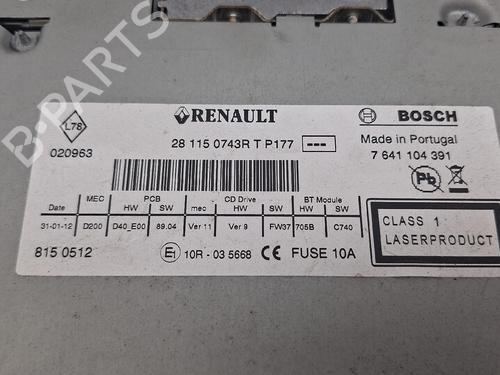 B-PARTS
L78
020963
RENAULT
28 115 0743R T P177
BOSCH
Made in Portugal
7 641 104 391
Pb
MEC PCB CD Drive BT Module
Date HW SW mec HW SW HW SW
31-01-12 D200 D40_E00 89.04 Ver 11 Ver 9 FW37 705B C740
815 0512
E1 10R - 03 5668 CE FUSE 10A
CLASS 1
LASERPRODUCT